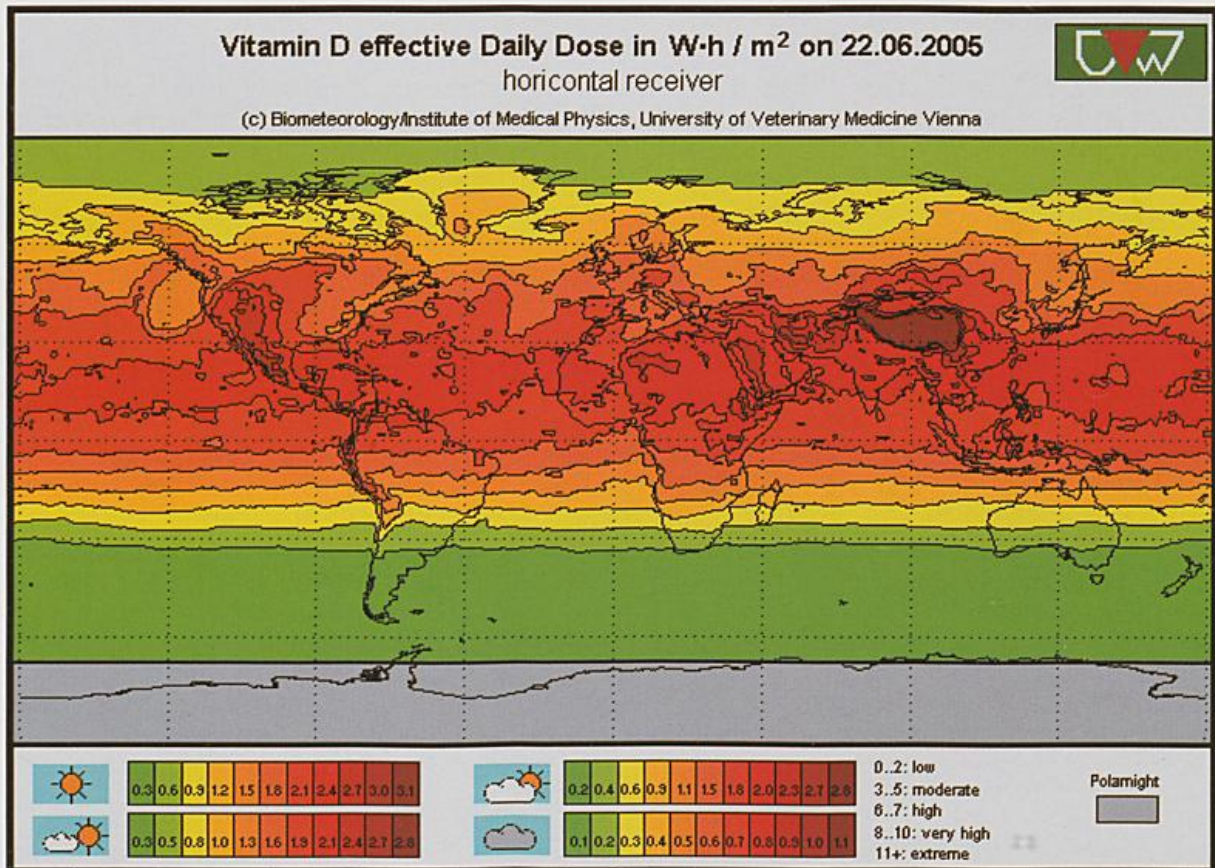 Vitamin D effective Daily Dose in W·h / m² on 22.06.2005
horicontal receiver
(c) Biometeorology/Institute of Medical Physics, University of Veterinary Medicine Vienna
UVW
0.3 0.6 0.9 1.2 1.5 1.8 2.1 2.4 2.7 3.0 3.1
0.3 0.5 0.8 1.0 1.3 1.6 1.9 2.1 2.4 2.7 2.8
0.2 0.4 0.6 0.9 1.1 1.5 1.8 2.0 2.3 2.7 2.8
0.1 0.2 0.3 0.4 0.5 0.6 0.7 0.8 0.9 1.0 1.1
0..2: low
3..5: moderate
6..7: high
8..10: very high
11+: extreme
Polarnight